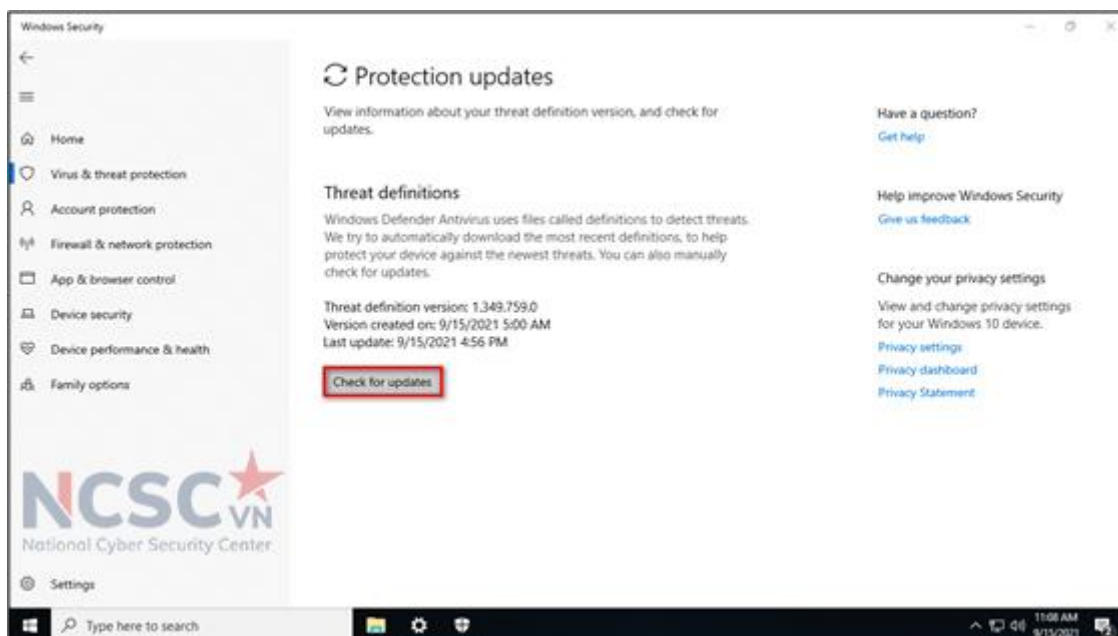 Windows Security
Home
Virus & threat protection
Account protection
Firewall & network protection
App & browser control
Device security
Device performance & health
Family options
NCSC VN
National Cyber Security Center
Settings
Protection updates
View information about your threat definition version, and check for
updates.
Threat definitions
Windows Defender Antivirus uses files called definitions to detect threats.
We try to automatically download the most recent definitions, to help
protect your device against the newest threats. You can also manually
check for updates.
Threat definition version: 1.349.759.0
Version created on: 9/15/2021 5:00 AM
Last update: 9/15/2021 4:56 PM
Check for updates
Have a question?
Get help
Help improve Windows Security
Give us feedback
Change your privacy settings
View and change privacy settings
for your Windows 10 device.
Privacy settings
Privacy dashboard
Privacy Statement
Type here to search
11:08 AM
9/15/2021